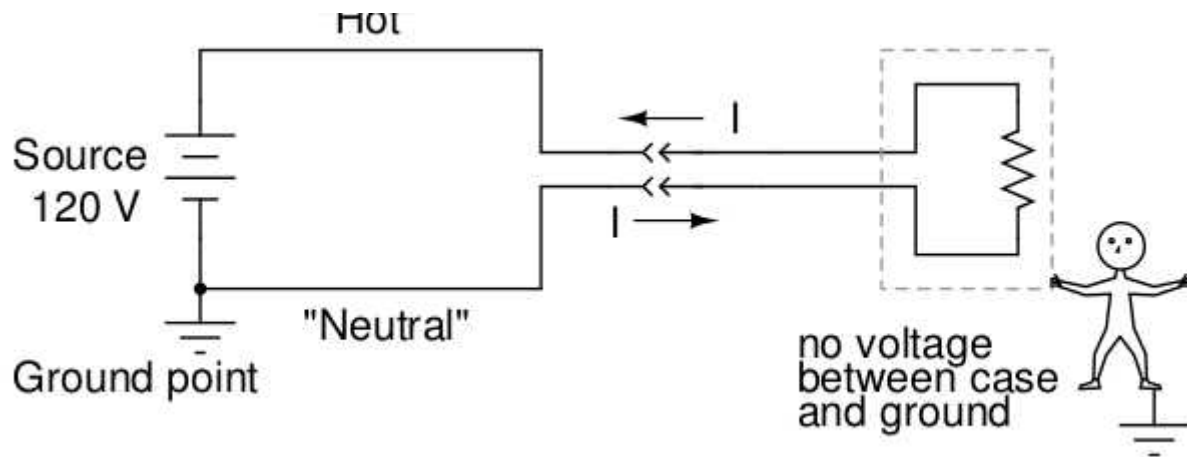 Hot
I
Source
120 V
I
"Neutral"
Ground point
no voltage
between case
and ground